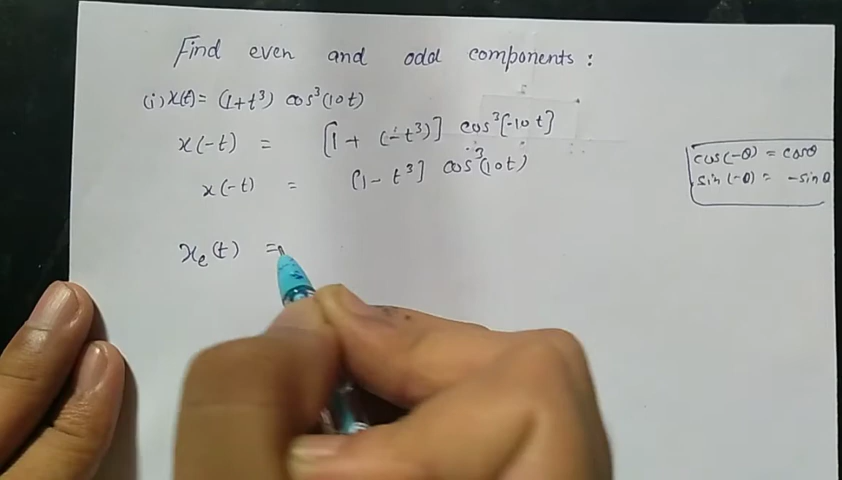 Find even and odd components :
(i) x(t) = (1+t³) cos³(10t)
x(-t) = [1 + (-t³)] cos³[-10t]
x(-t) = [1 - t³] cos³(10t)
cos(-θ) = cosθ
sin(-θ) = -sinθ
xₑ(t) =